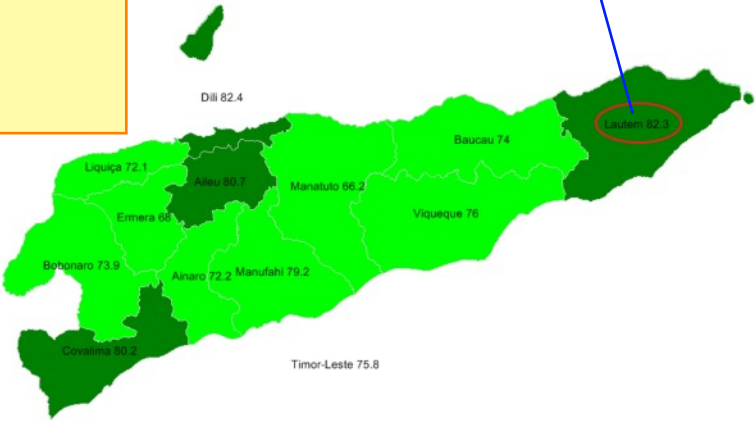 Dili 82.4
Lautem 82.3
Baucau 74
Liquiça 72.1
Aileu 80.7
Manatuto 66.2
Ermera 68
Viqueque 76
Bobonaro 73.9
Ainaro 72.2
Manufahi 79.2
Covalima 80.2
Timor-Leste 75.8